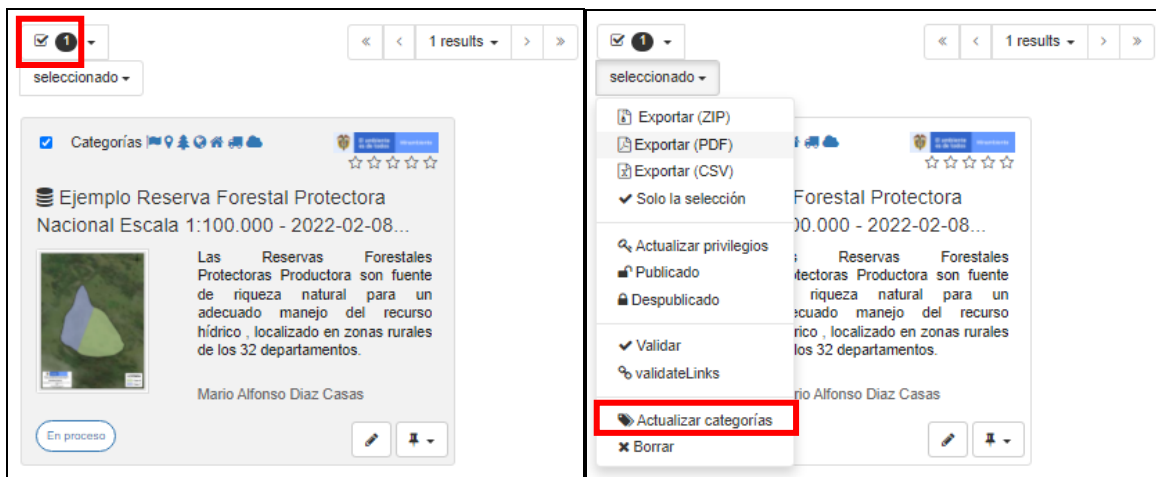 1
1 results
seleccionado
Categorías
Ejemplo Reserva Forestal Protectora
Nacional Escala 1:100.000 - 2022-02-08...
Las Reservas Forestales
Protectoras Productora son fuente
de riqueza natural para un
adecuado manejo del recurso
hídrico , localizado en zonas rurales
de los 32 departamentos.
Mario Alfonso Diaz Casas
En proceso
1
1 results
seleccionado
Exportar (ZIP)
Exportar (PDF)
Exportar (CSV)
Solo la selección
Actualizar privilegios
Publicado
Despublicado
Validar
validateLinks
Actualizar categorías
Borrar
Forestal Protectora
00.000 - 2022-02-08...
Reservas Forestales
otectoras Productora son fuente
riqueza natural para un
ecuado manejo del recurso
rico , localizado en zonas rurales
los 32 departamentos.
rio Alfonso Diaz Casas